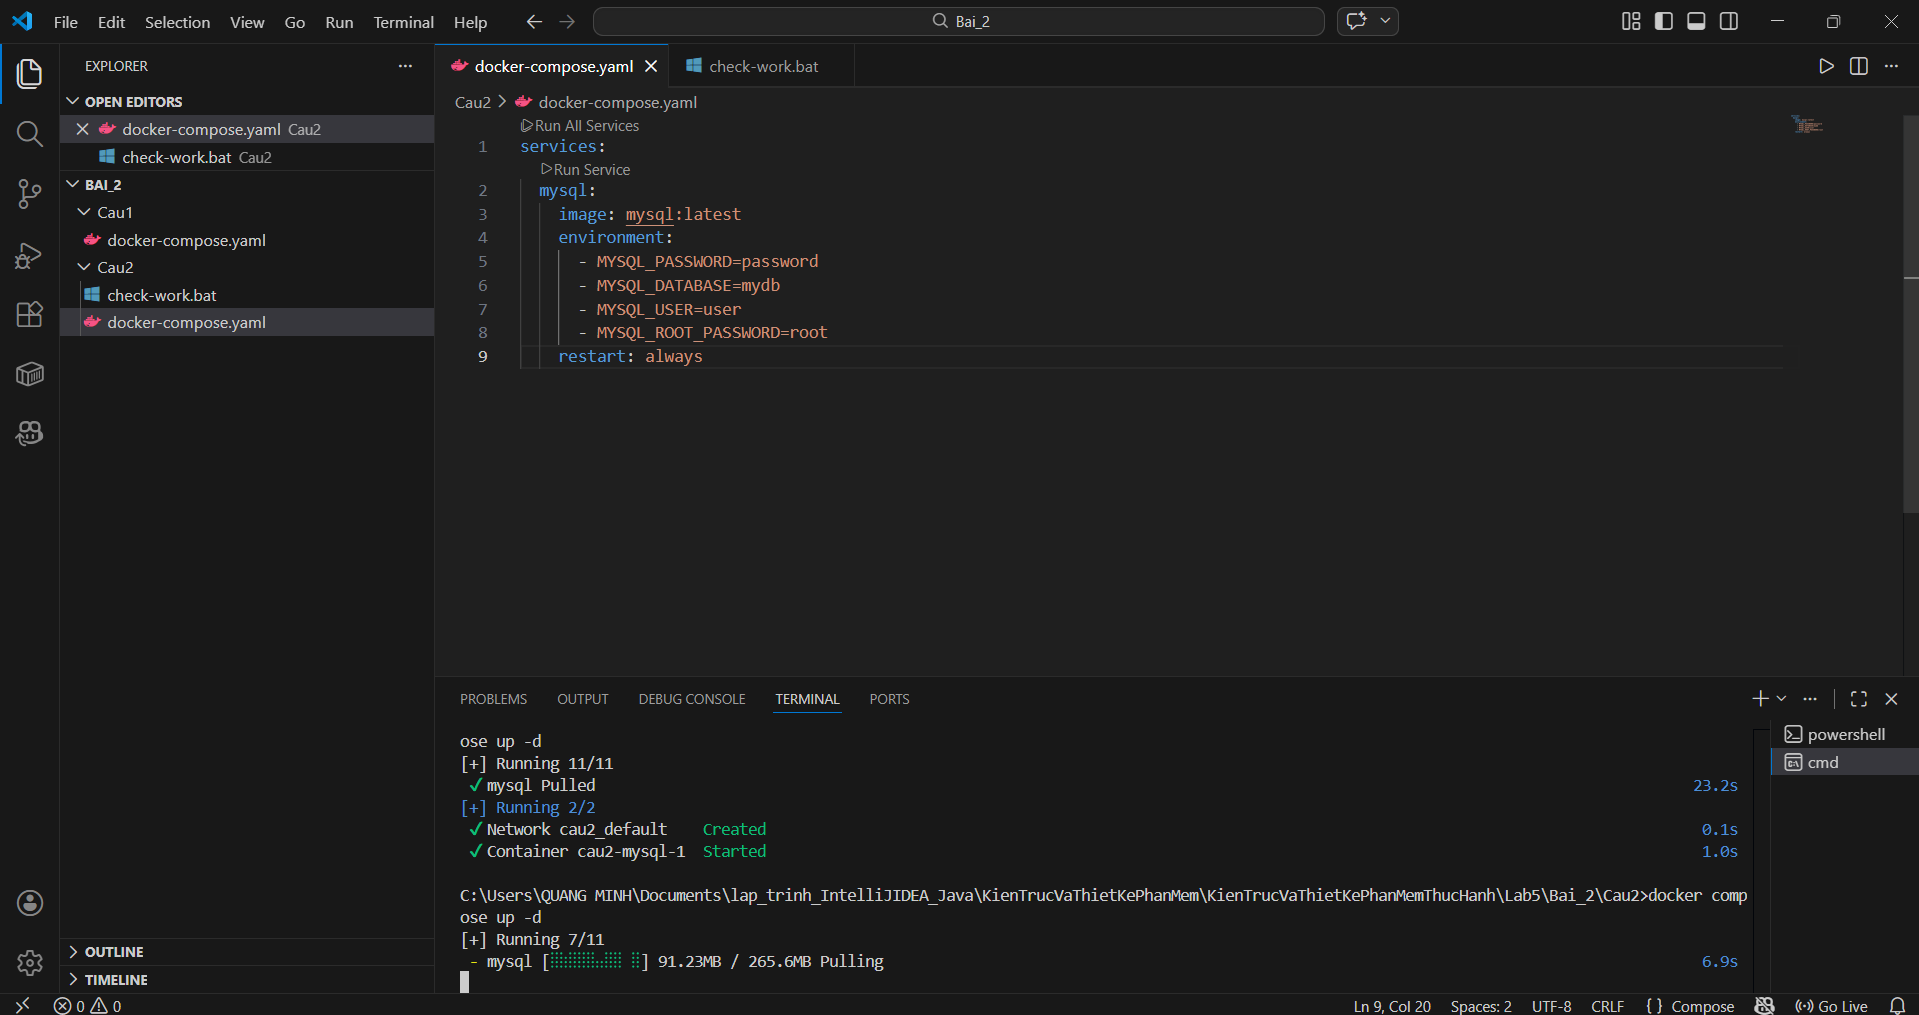 File Edit Selection View Go Run Terminal Help
Bai_2
EXPLORER
OPEN EDITORS
docker-compose.yaml Cau2
check-work.bat Cau2
BAI_2
Cau1
docker-compose.yaml
Cau2
check-work.bat
docker-compose.yaml
OUTLINE
TIMELINE
docker-compose.yaml
check-work.bat
Cau2 > docker-compose.yaml
Run All Services
1 services:
Run Service
2 mysql:
3 image: mysql:latest
4 environment:
5 - MYSQL_PASSWORD=password
6 - MYSQL_DATABASE=mydb
7 - MYSQL_USER=user
8 - MYSQL_ROOT_PASSWORD=root
9 restart: always
PROBLEMS OUTPUT DEBUG CONSOLE TERMINAL PORTS
ose up -d
[+] Running 11/11
✔ mysql Pulled 23.2s
[+] Running 2/2
✔ Network cau2_default Created 0.1s
✔ Container cau2-mysql-1 Started 1.0s
C:\Users\QUANG MINH\Documents\lap_trinh_IntelliJIDEA_Java\KienTrucVaThietKePhanMem\KienTrucVaThietKePhanMemThucHanh\Lab5\Bai_2\Cau2>docker comp
ose up -d
[+] Running 7/11
- mysql [⣿⣿⣿⣿⣤⣿⣿ ⣿] 91.23MB / 265.6MB Pulling 6.9s
powershell
cmd
0 0
Ln 9, Col 20 Spaces: 2 UTF-8 CRLF { } Compose Go Live